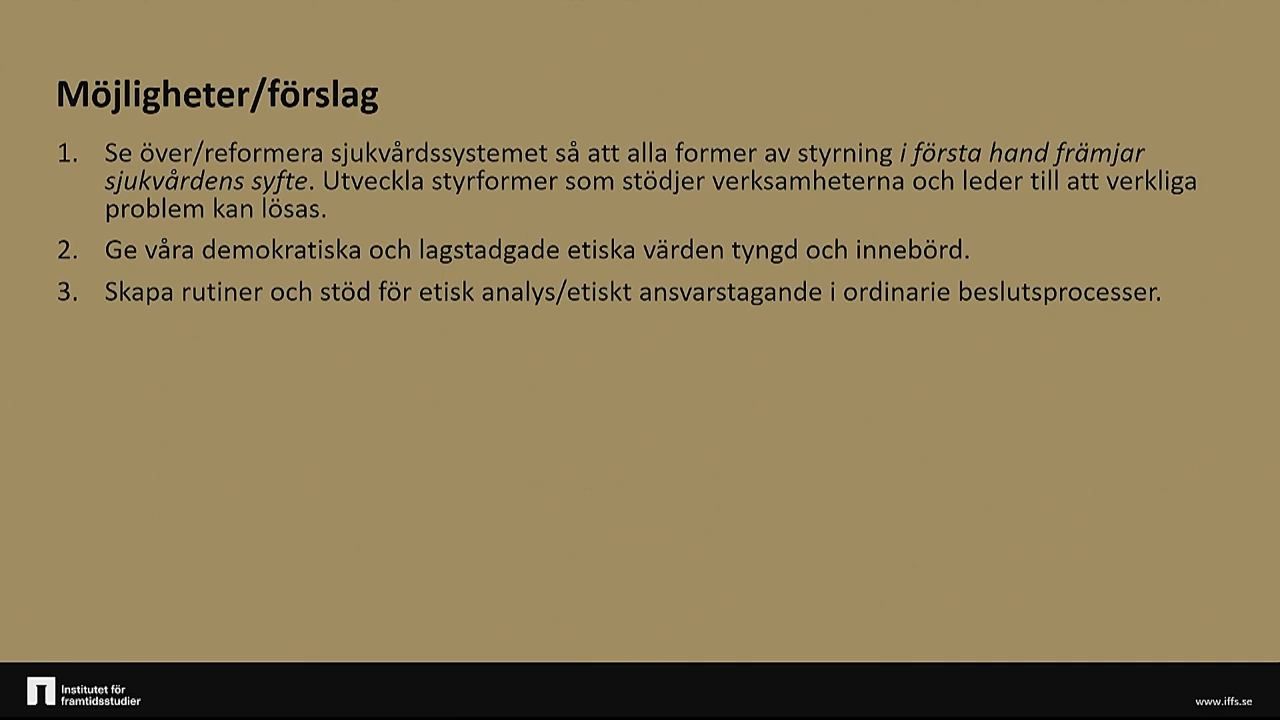 Möjligheter/förslag
1. Se över/reformera sjukvårdssystemet så att alla former av styrning i första hand främjar
sjukvårdens syfte. Utveckla styrformer som stödjer verksamheterna och leder till att verkliga
problem kan lösas.
2. Ge våra demokratiska och lagstadgade etiska värden tyngd och innebörd.
3. Skapa rutiner och stöd för etisk analys/etiskt ansvarstagande i ordinarie beslutsprocesser.
Institutet för
framtidsstudier
www.iffs.se